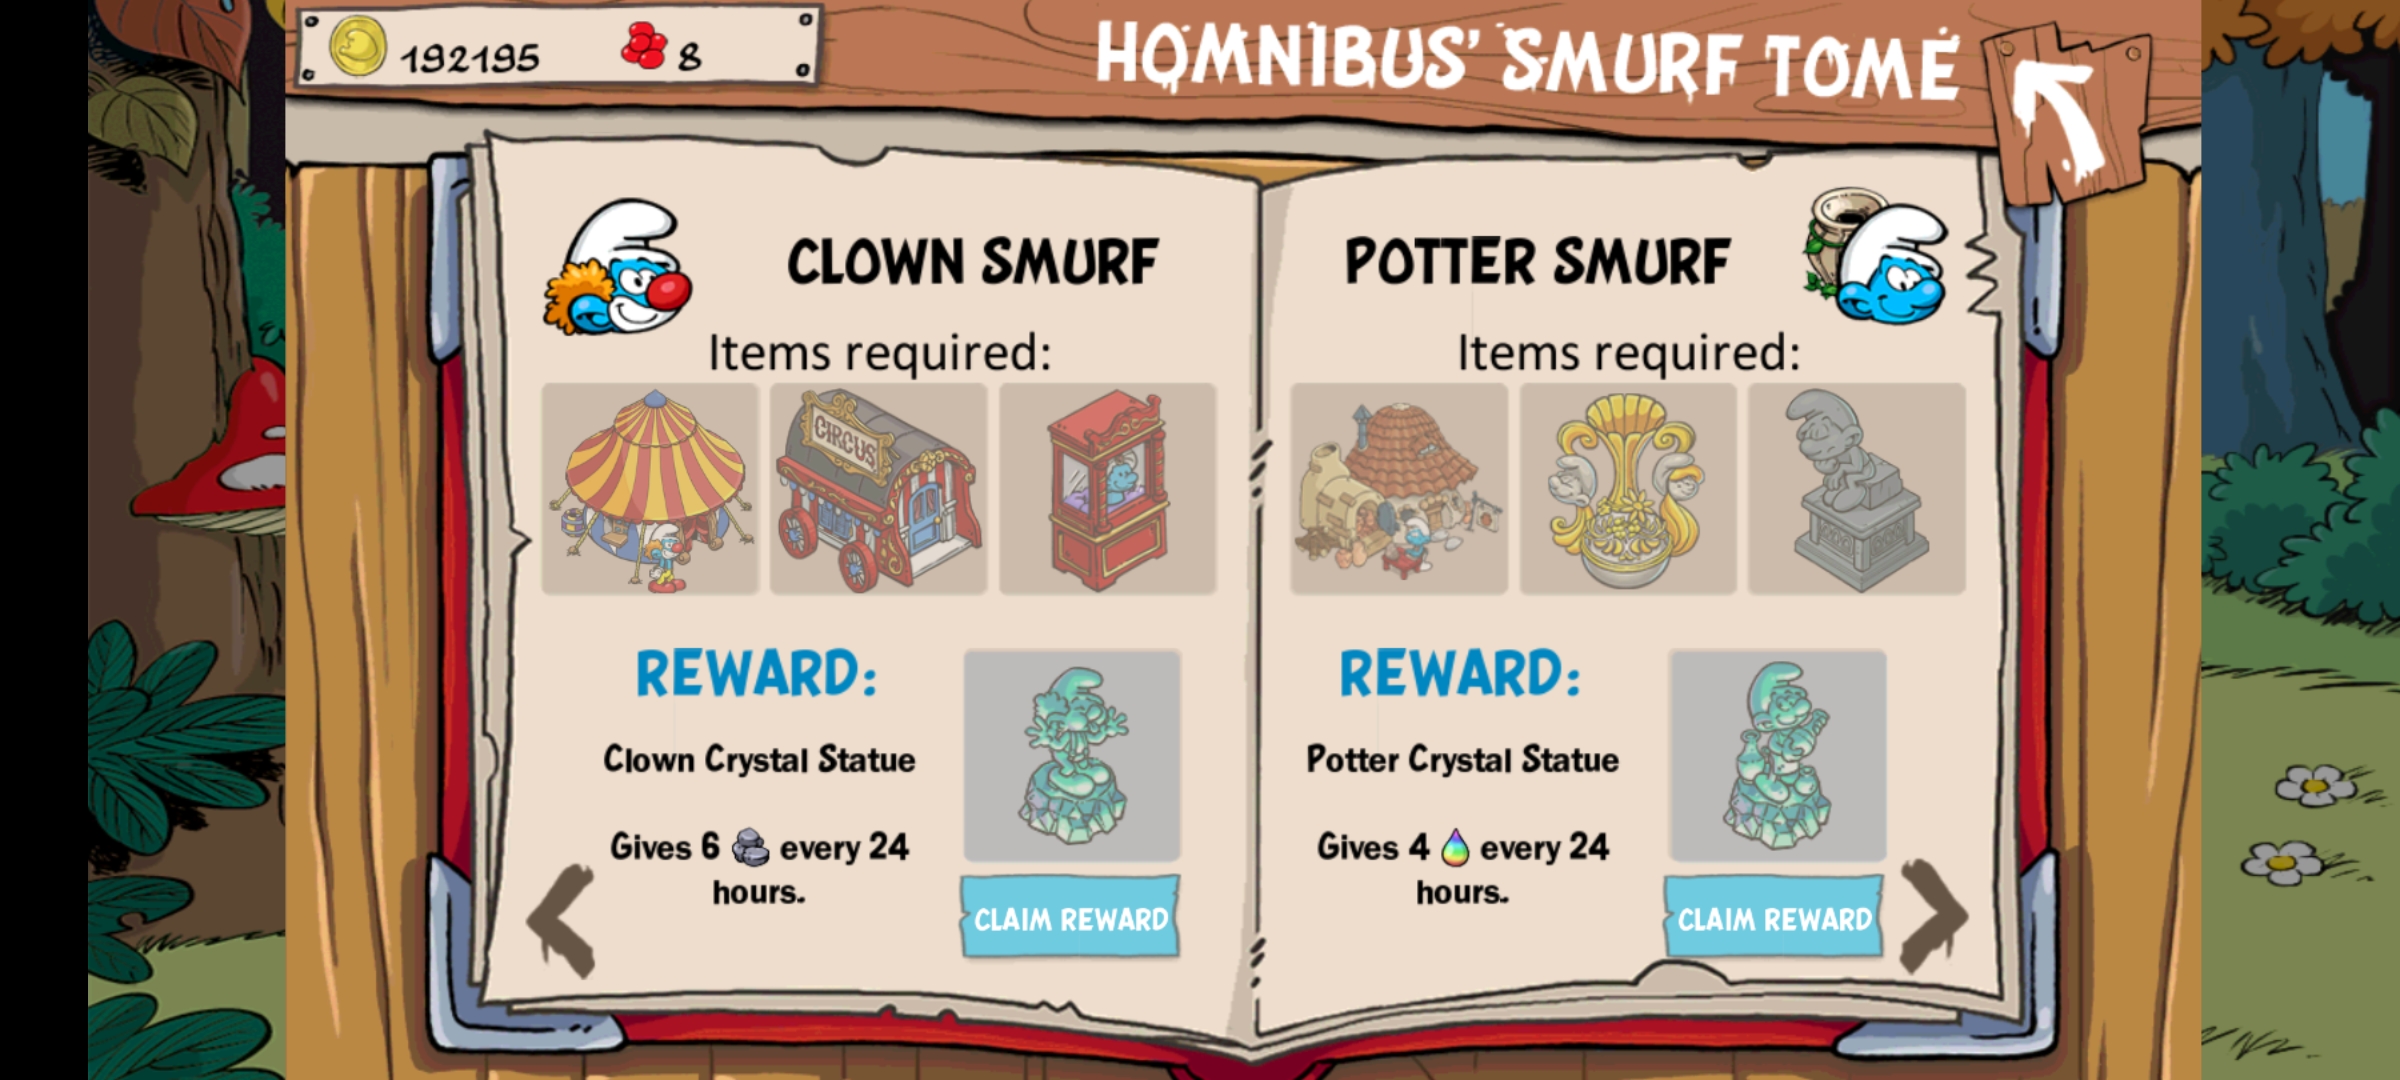 192195 8
HOMNIBUS' SMURF TOME
CLOWN SMURF
Items required:
CIRCUS
REWARD:
Clown Crystal Statue
Gives 6 every 24
hours.
CLAIM REWARD
POTTER SMURF
Items required:
REWARD:
Potter Crystal Statue
Gives 4 every 24
hours.
CLAIM REWARD